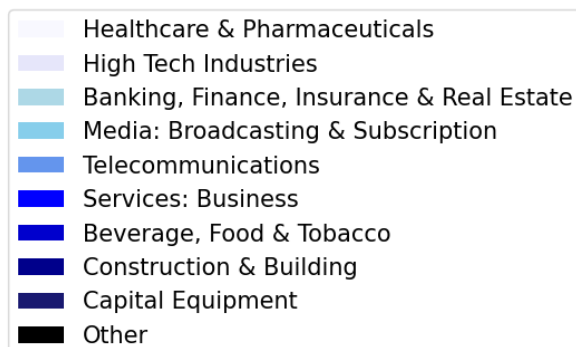 Healthcare & Pharmaceuticals
High Tech Industries
Banking, Finance, Insurance & Real Estate
Media: Broadcasting & Subscription
Telecommunications
Services: Business
Beverage, Food & Tobacco
Construction & Building
Capital Equipment
Other